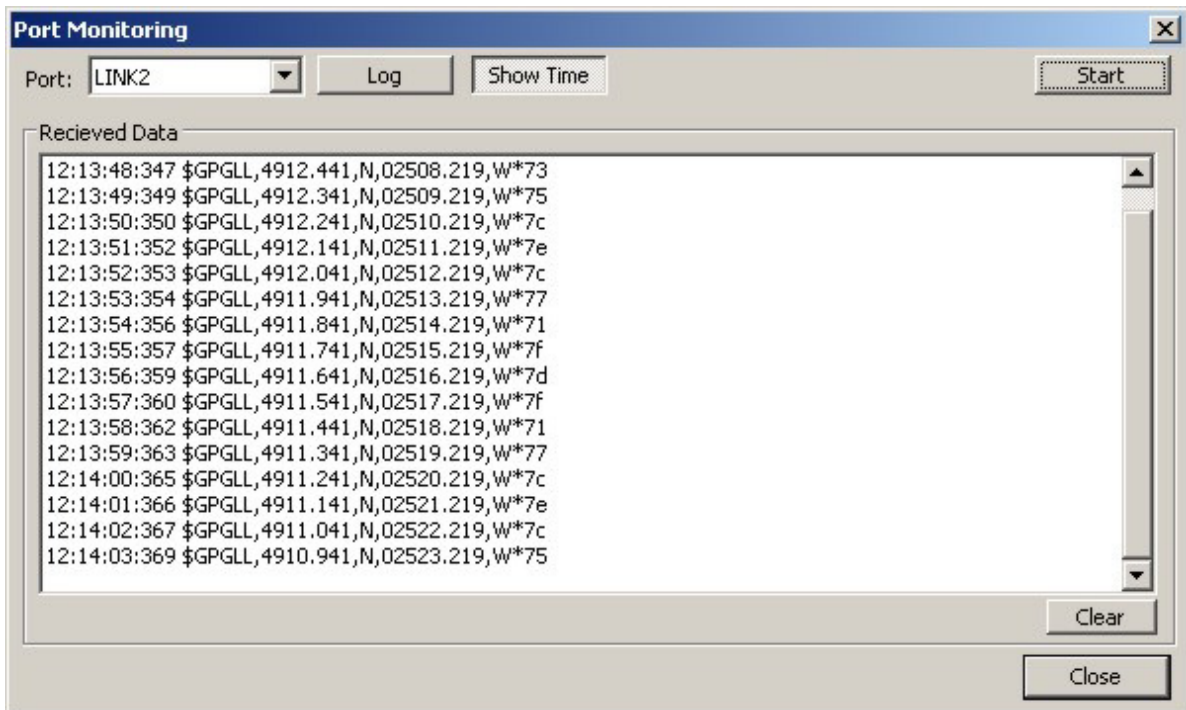 Port Monitoring
Port: LINK2 Log Show Time Start
Recieved Data
12:13:48:347 $GPGLL,4912.441,N,02508.219,W*73
12:13:49:349 $GPGLL,4912.341,N,02509.219,W*75
12:13:50:350 $GPGLL,4912.241,N,02510.219,W*7c
12:13:51:352 $GPGLL,4912.141,N,02511.219,W*7e
12:13:52:353 $GPGLL,4912.041,N,02512.219,W*7c
12:13:53:354 $GPGLL,4911.941,N,02513.219,W*77
12:13:54:356 $GPGLL,4911.841,N,02514.219,W*71
12:13:55:357 $GPGLL,4911.741,N,02515.219,W*7f
12:13:56:359 $GPGLL,4911.641,N,02516.219,W*7d
12:13:57:360 $GPGLL,4911.541,N,02517.219,W*7f
12:13:58:362 $GPGLL,4911.441,N,02518.219,W*71
12:13:59:363 $GPGLL,4911.341,N,02519.219,W*77
12:14:00:365 $GPGLL,4911.241,N,02520.219,W*7c
12:14:01:366 $GPGLL,4911.141,N,02521.219,W*7e
12:14:02:367 $GPGLL,4911.041,N,02522.219,W*7c
12:14:03:369 $GPGLL,4910.941,N,02523.219,W*75
Clear
Close